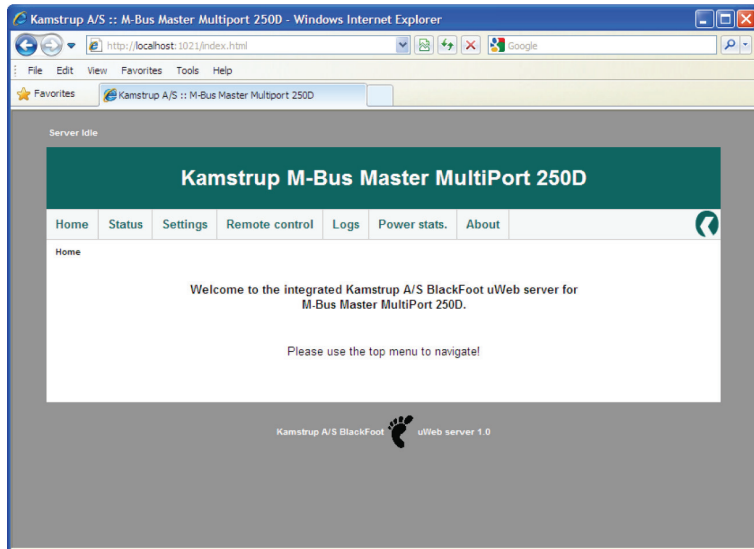 Kamstrup A/S :: M-Bus Master Multiport 250D - Windows Internet Explorer
http://localhost:1021/index.html
Google
File Edit View Favorites Tools Help
Favorites Kamstrup A/S :: M-Bus Master Multiport 250D
Server Idle
Kamstrup M-Bus Master MultiPort 250D
Home Status Settings Remote control Logs Power stats. About
Home
Welcome to the integrated Kamstrup A/S BlackFoot uWeb server for
M-Bus Master MultiPort 250D.
Please use the top menu to navigate!
Kamstrup A/S BlackFoot uWeb server 1.0